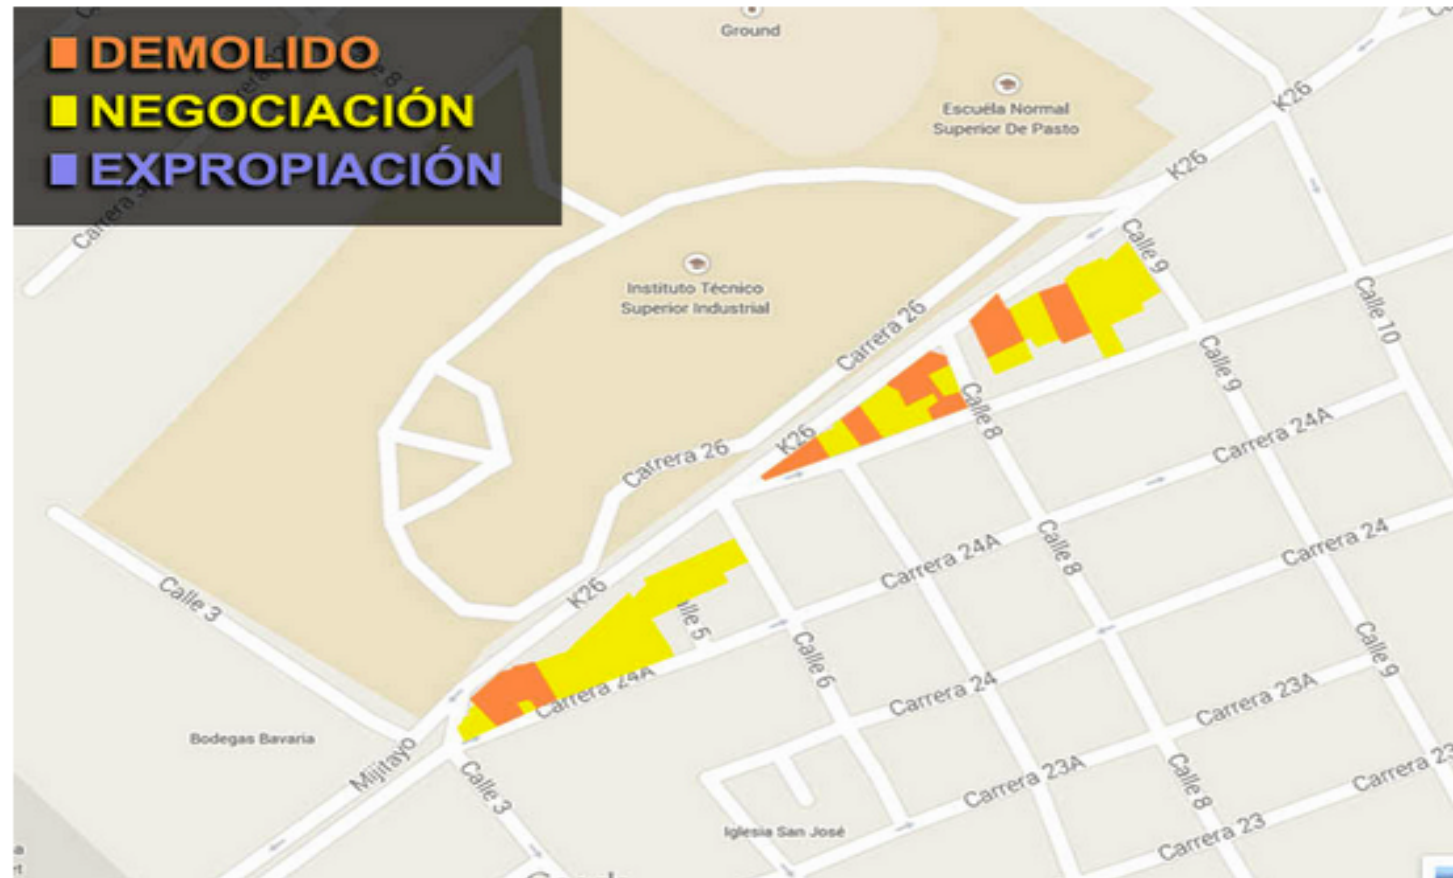 DEMOLIDO
NEGOCIACIÓN
EXPROPIACIÓN
Ground
Escuela Normal
Superior De Pasto
K26
K26
Calle 9
Instituto Técnico
Superior Industrial
Carrera 26
Calle 10
Calle 9
K26
Calle 8
Carrera 26
Carrera 24A
Carrera 24A
Calle 8
Carrera 24
Calle 3
K26
alle 5
Calle 6
Calle 9
Carrera 24A
Carrera 24
Carrera 23A
Bodegas Bavaria
Mijitayo
Calle 3
Carrera 23A
Calle 8
Carrera 23
Iglesia San José
Carrera 23